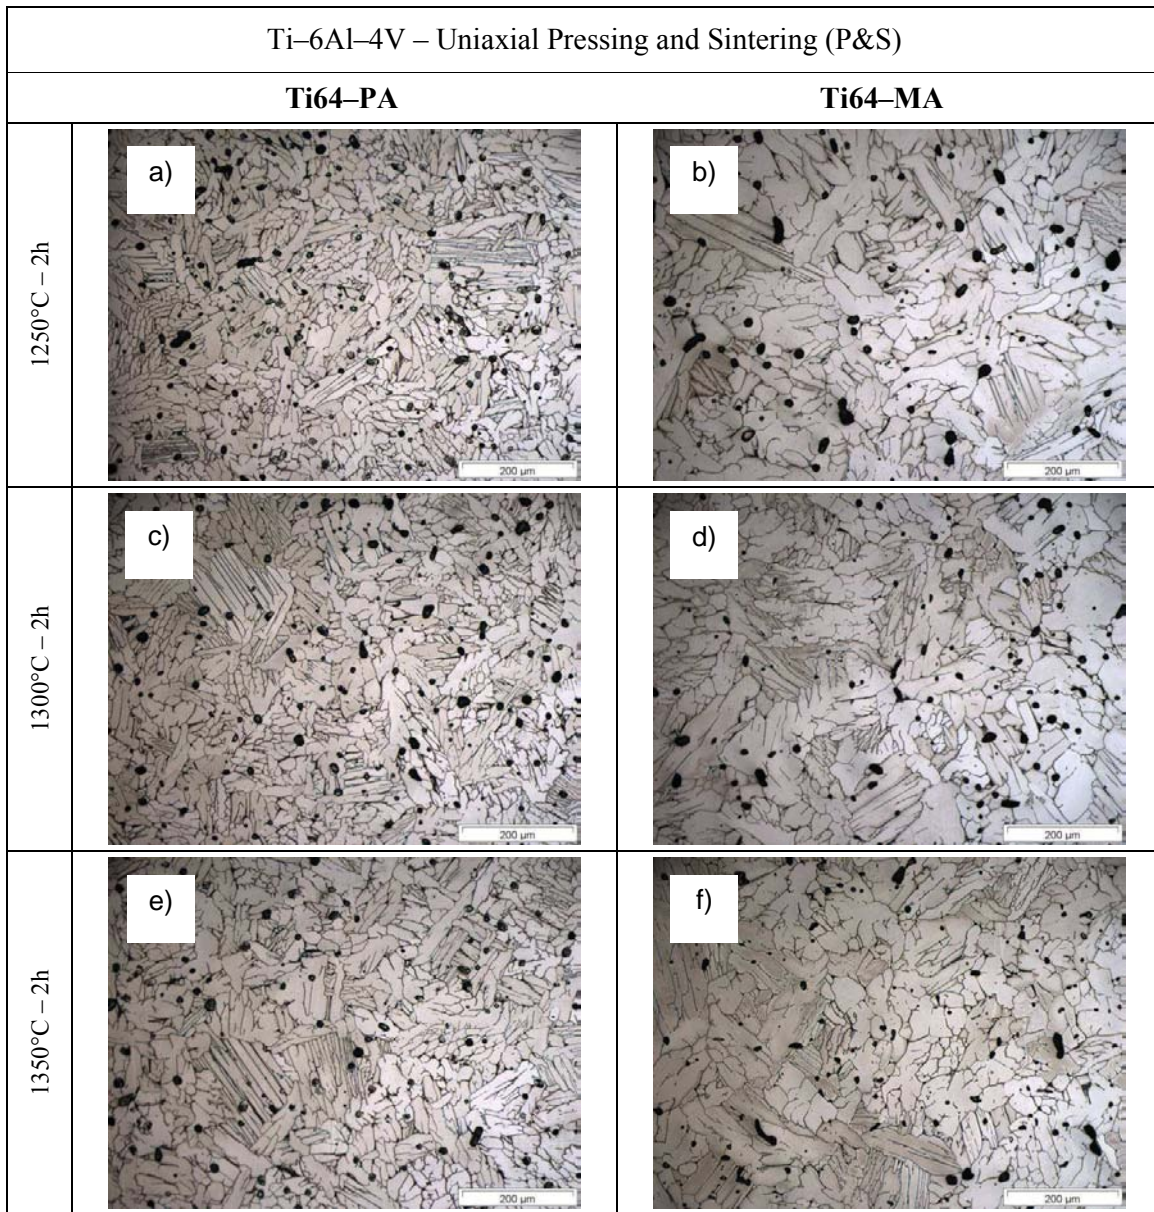 Ti–6Al–4V – Uniaxial Pressing and Sintering (P&S)
Ti64–PA
Ti64–MA
1250°C – 2h
a)
200 µm
b)
200 µm
1300°C – 2h
c)
200 µm
d)
200 µm
1350°C – 2h
e)
200 µm
f)
200 µm